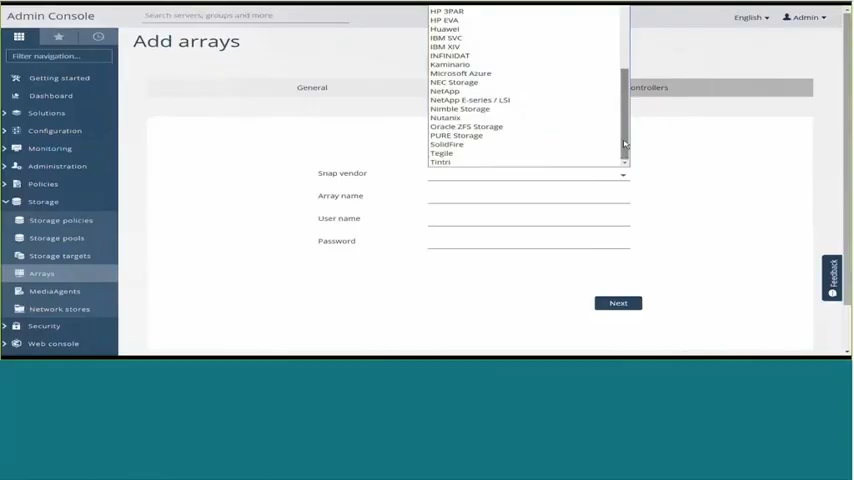 Admin Console
Search servers, groups and more
English
Admin
Filter navigation...
Getting started
Dashboard
Solutions
Configuration
Monitoring
Administration
Policies
Storage
Storage policies
Storage pools
Storage targets
Arrays
MediaAgents
Network stores
Security
Web console
Add arrays
General
ontrollers
HP 3PAR
HP EVA
Huawei
IBM SVC
IBM XIV
INFINIDAT
Kaminario
Microsoft Azure
NEC Storage
NetApp
NetApp E-series / LSI
Nimble Storage
Nutanix
Oracle ZFS Storage
PURE Storage
SolidFire
Tegile
Tintri
Snap vendor
Array name
User name
Password
Next
Feedback